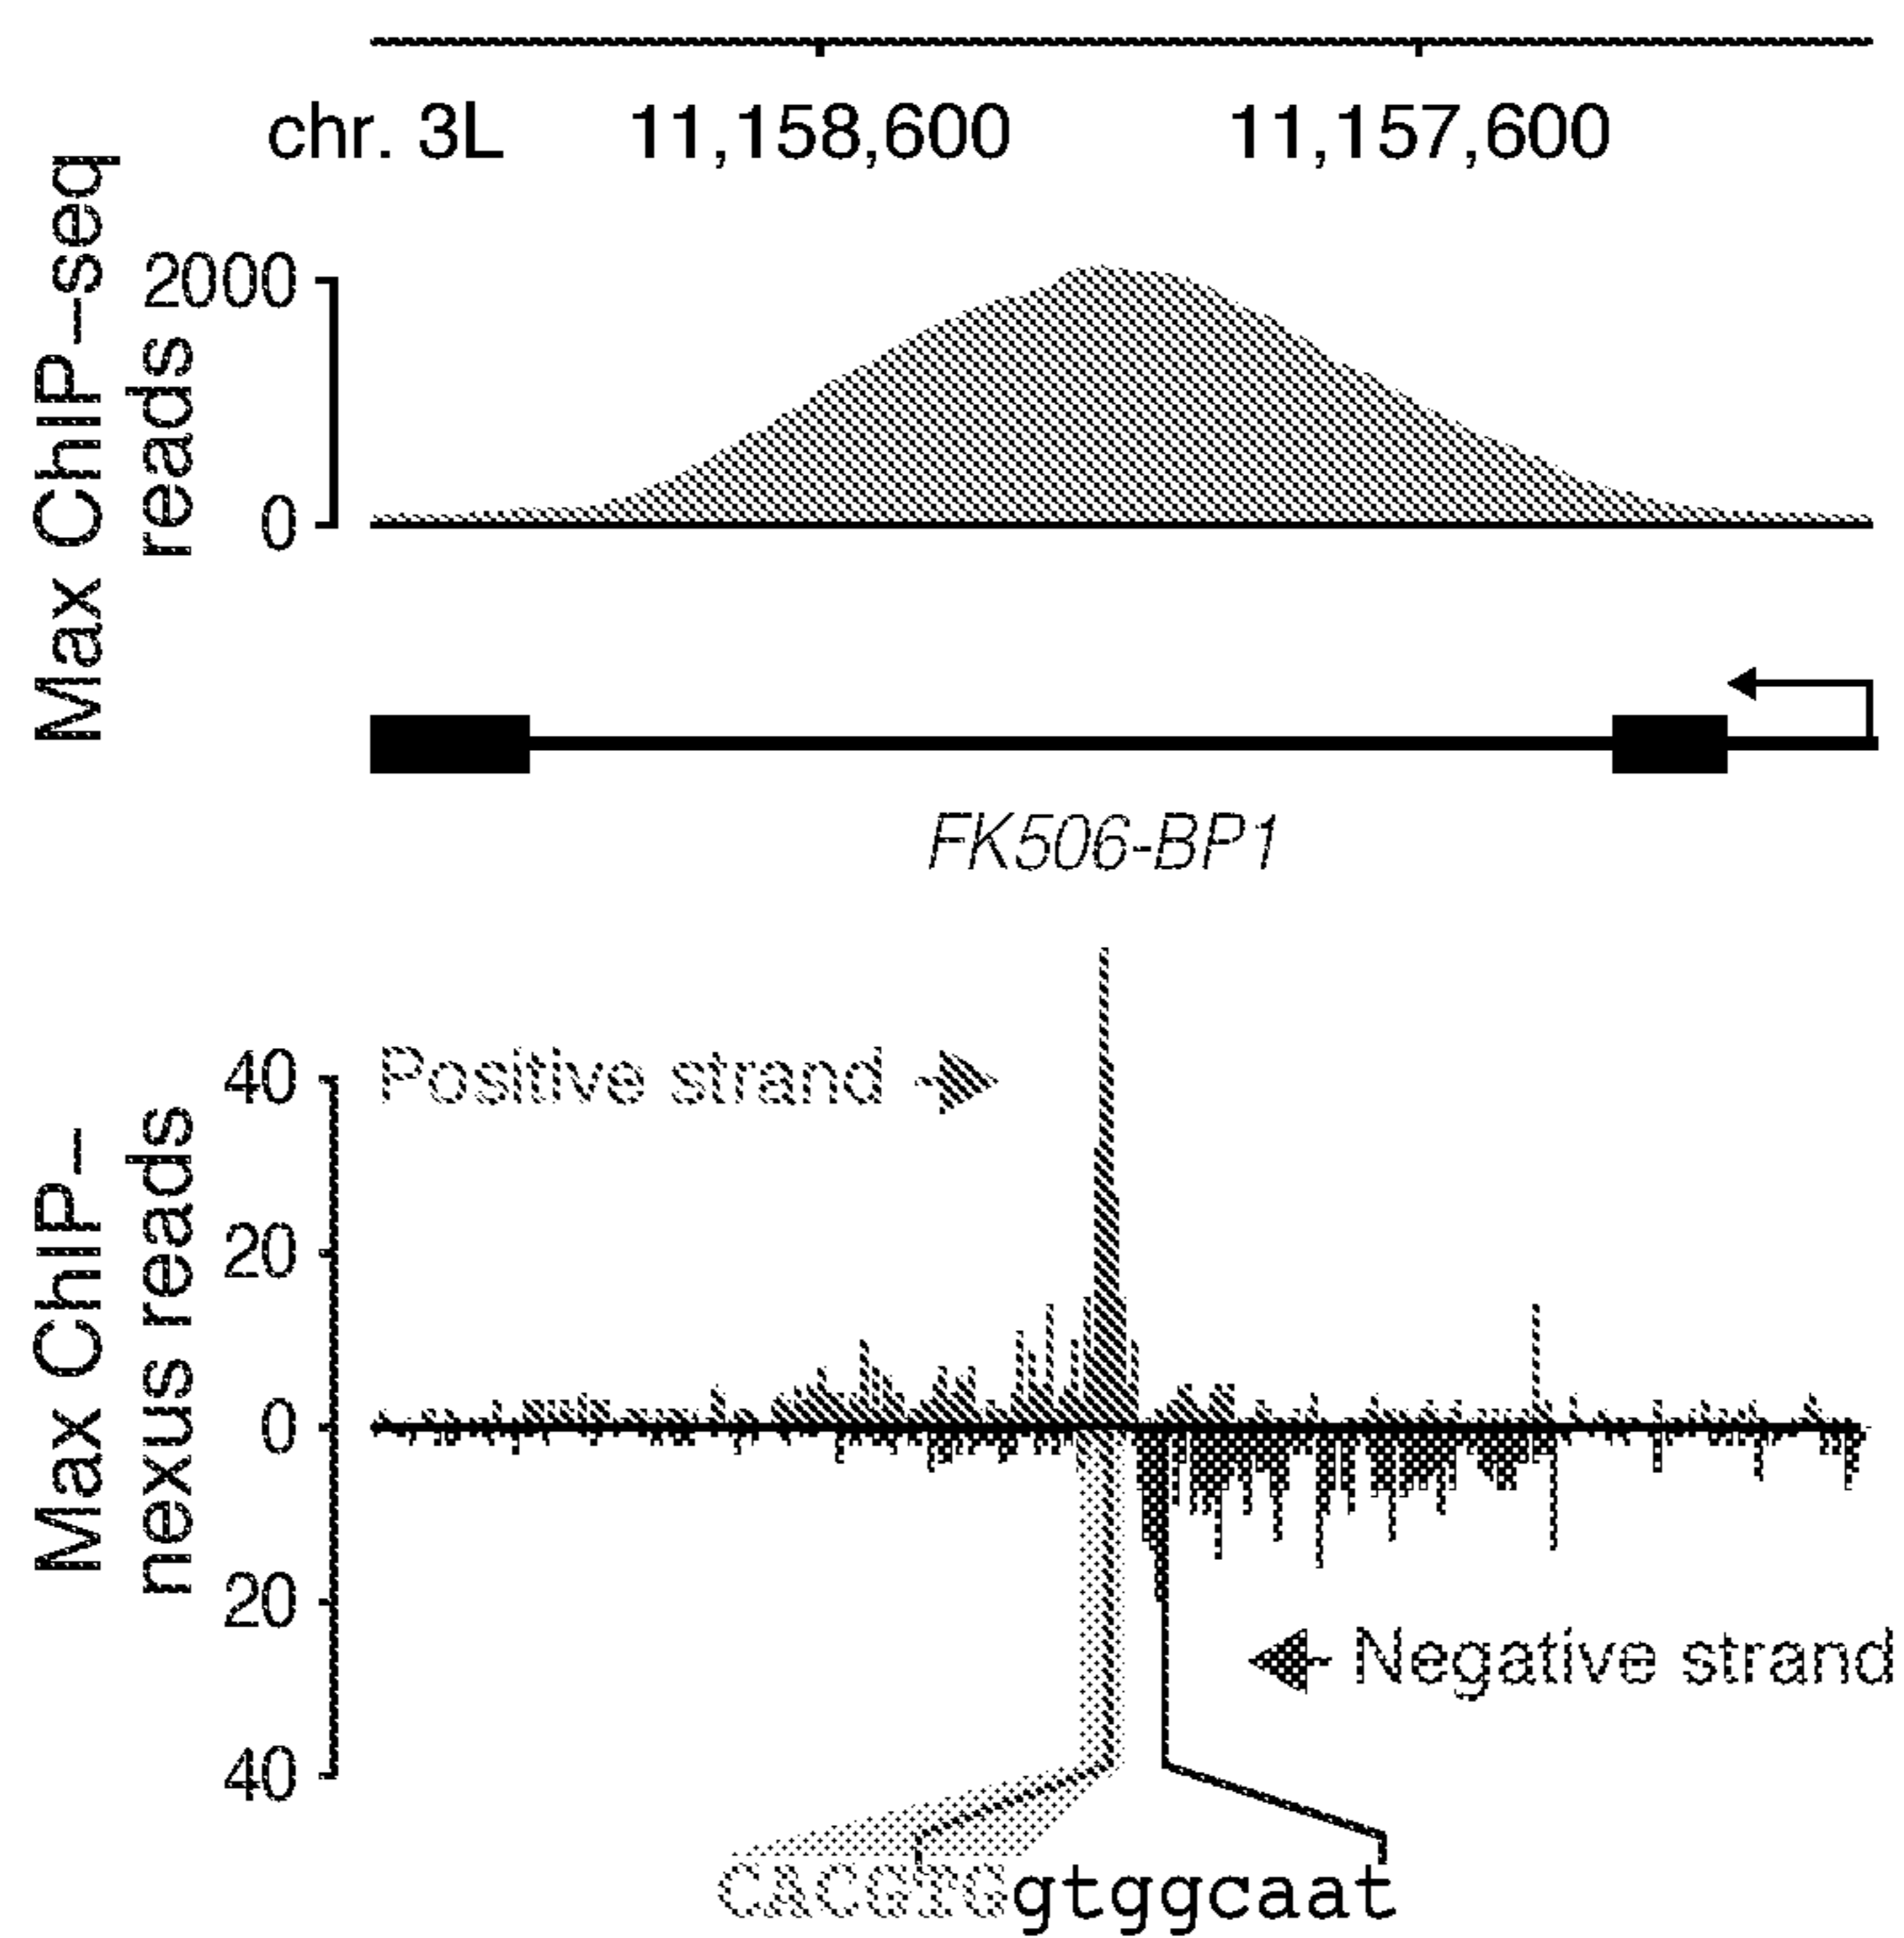 chr. 3L 11,158,600 11,157,600
Max ChIP–seq
reads
2000
0
FK506-BP1
Max ChIP–
nexus reads
40
20
0
20
40
Positive strand
Negative strand
CACGTGgtggcaat